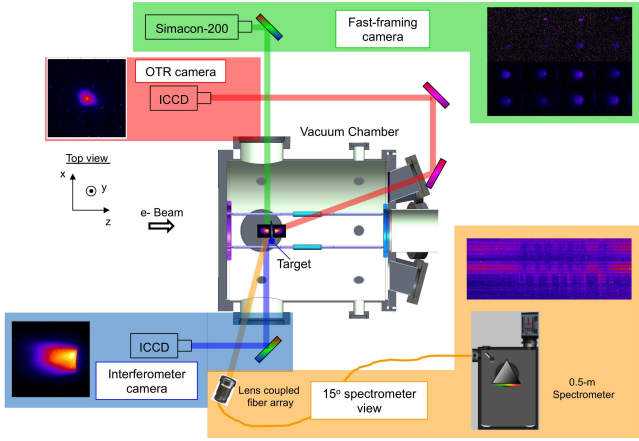 Simacon-200
Fast-framing
camera
OTR camera
ICCD
Vacuum Chamber
Top view
x
y
z
e- Beam
Target
ICCD
Interferometer
camera
Lens coupled
fiber array
15º spectrometer
view
0.5-m
Spectrometer